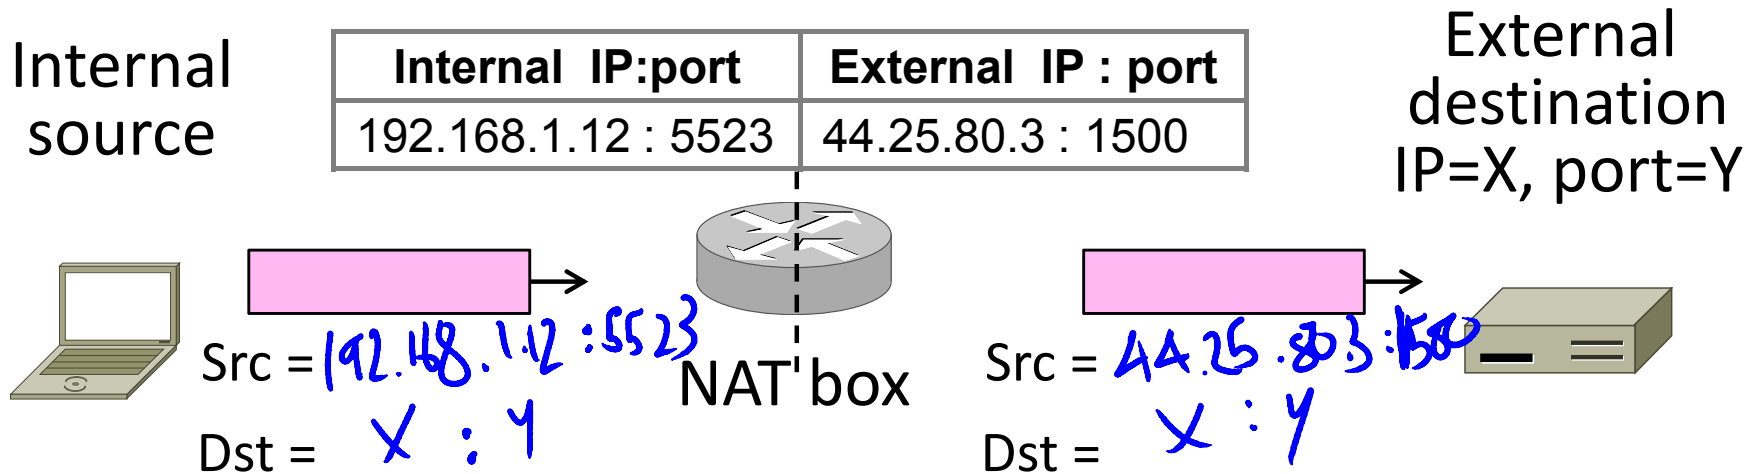 Internal source
Internal IP:port External IP : port
192.168.1.12 : 5523 44.25.80.3 : 1500
External destination IP=X, port=Y
Src = 192.168.1.12 :5523
Dst = X : Y
NAT box
Src = 44.25.80.3 :1500
Dst = X : Y